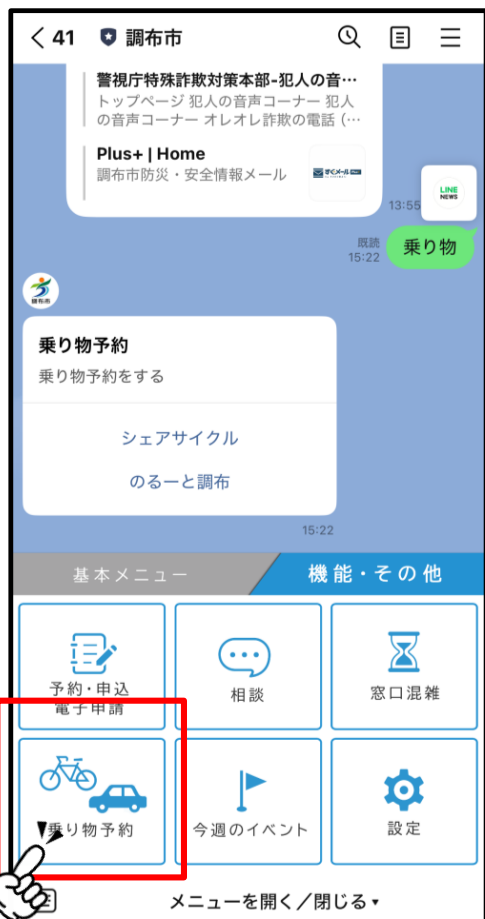 41 調布市
警視庁特殊詐欺対策本部-犯人の音…
トップページ 犯人の音声コーナー 犯人
の音声コーナー オレオレ詐欺の電話 (…
Plus+ | Home
調布市防災・安全情報メール
すぐメール Plus+
LINE
NEWS
13:55
既読
15:22
乗り物
調布市
乗り物予約
乗り物予約をする
シェアサイクル
のるーと調布
15:22
基本メニュー
機能・その他
予約・申込
電子申請
相談
窓口混雑
乗り物予約
今週のイベント
設定
メニューを開く／閉じる▾